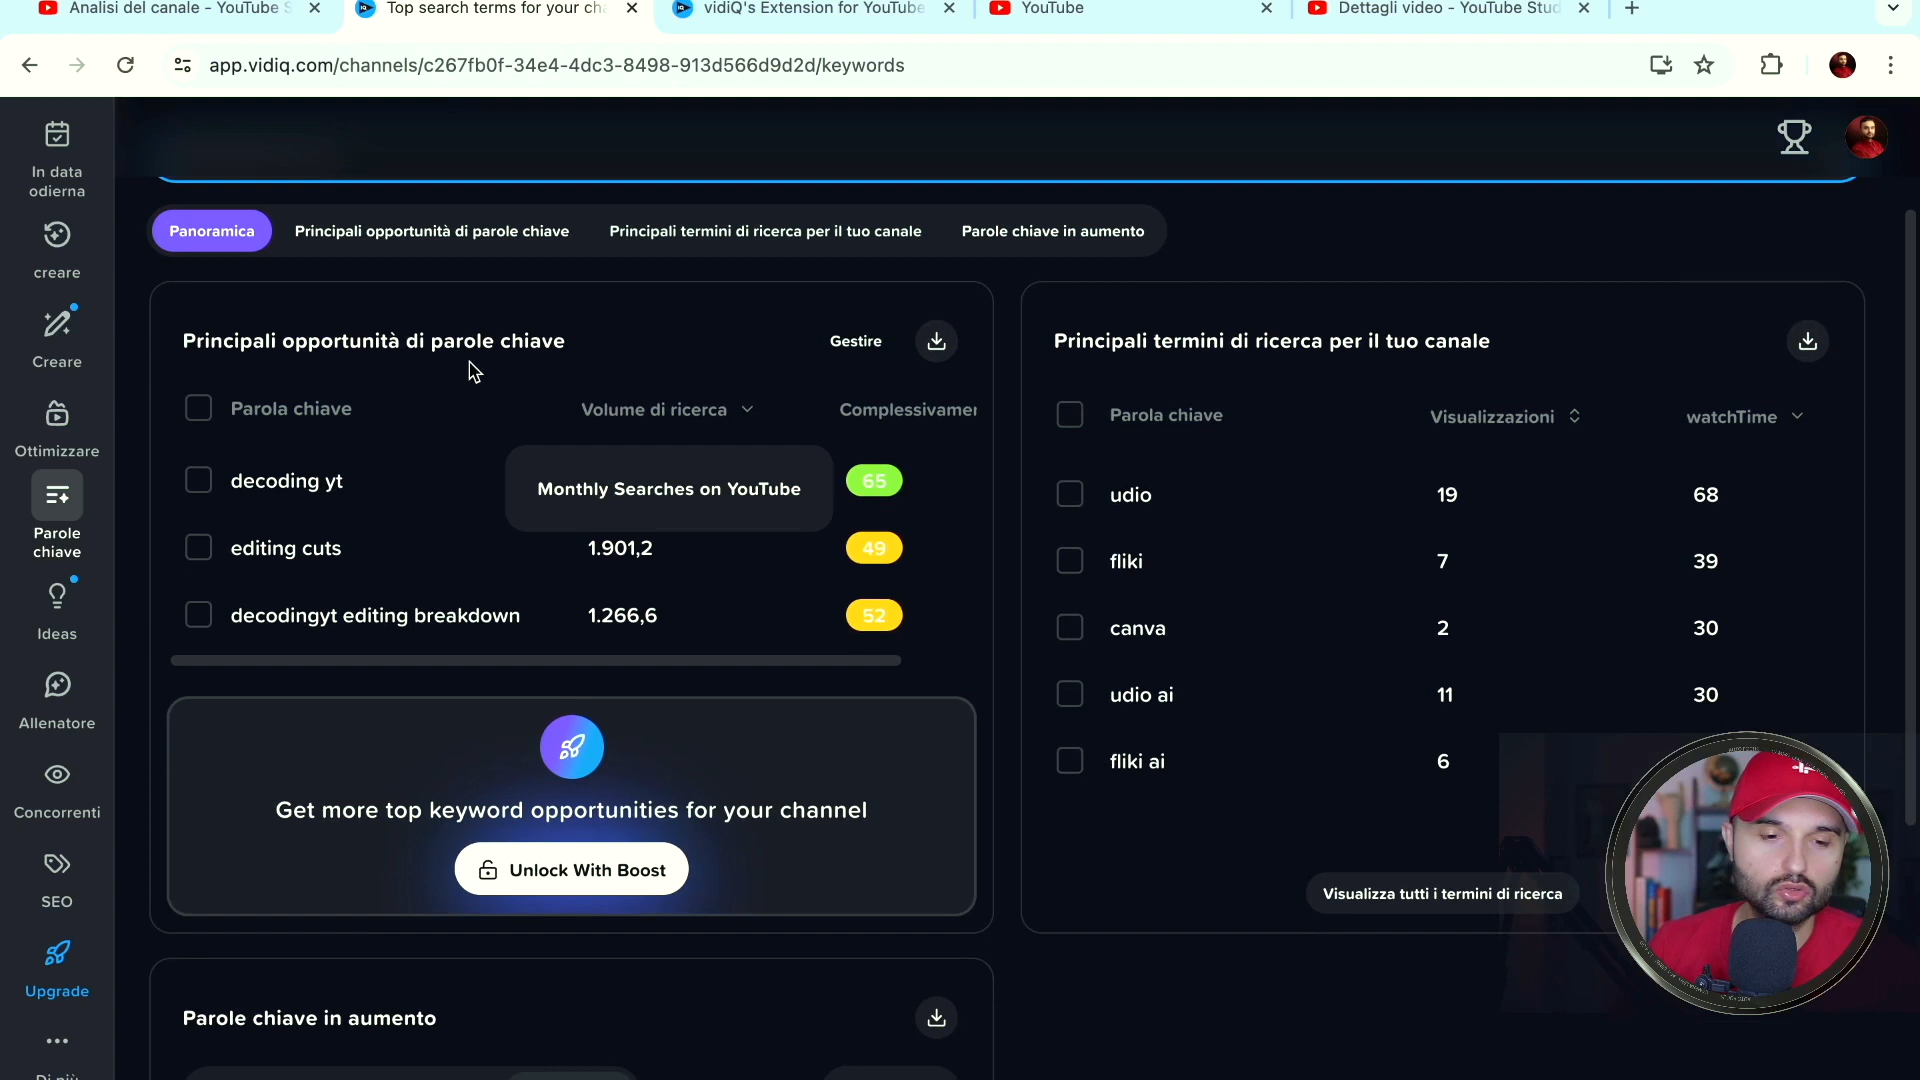 Analisi del canale - YouTube S
Top search terms for your cha
vidiQ's Extension for YouTube
YouTube
Dettagli video - YouTube Stud
app.vidiq.com/channels/c267fb0f-34e4-4dc3-8498-913d566d9d2d/keywords
In data
odierna
creare
Creare
Ottimizzare
Parole
chiave
Ideas
Allenatore
Concorrenti
SEO
Upgrade
Di più
Panoramica
Principali opportunità di parole chiave
Principali termini di ricerca per il tuo canale
Parole chiave in aumento
Principali opportunità di parole chiave
Gestire
Parola chiave
Volume di ricerca
Complessivamen
decoding yt
Monthly Searches on YouTube
65
editing cuts
1.901,2
49
decodingyt editing breakdown
1.266,6
52
Get more top keyword opportunities for your channel
Unlock With Boost
Principali termini di ricerca per il tuo canale
Parola chiave
Visualizzazioni
watchTime
udio
19
68
fliki
7
39
canva
2
30
udio ai
11
30
fliki ai
6
Visualizza tutti i termini di ricerca
Parole chiave in aumento